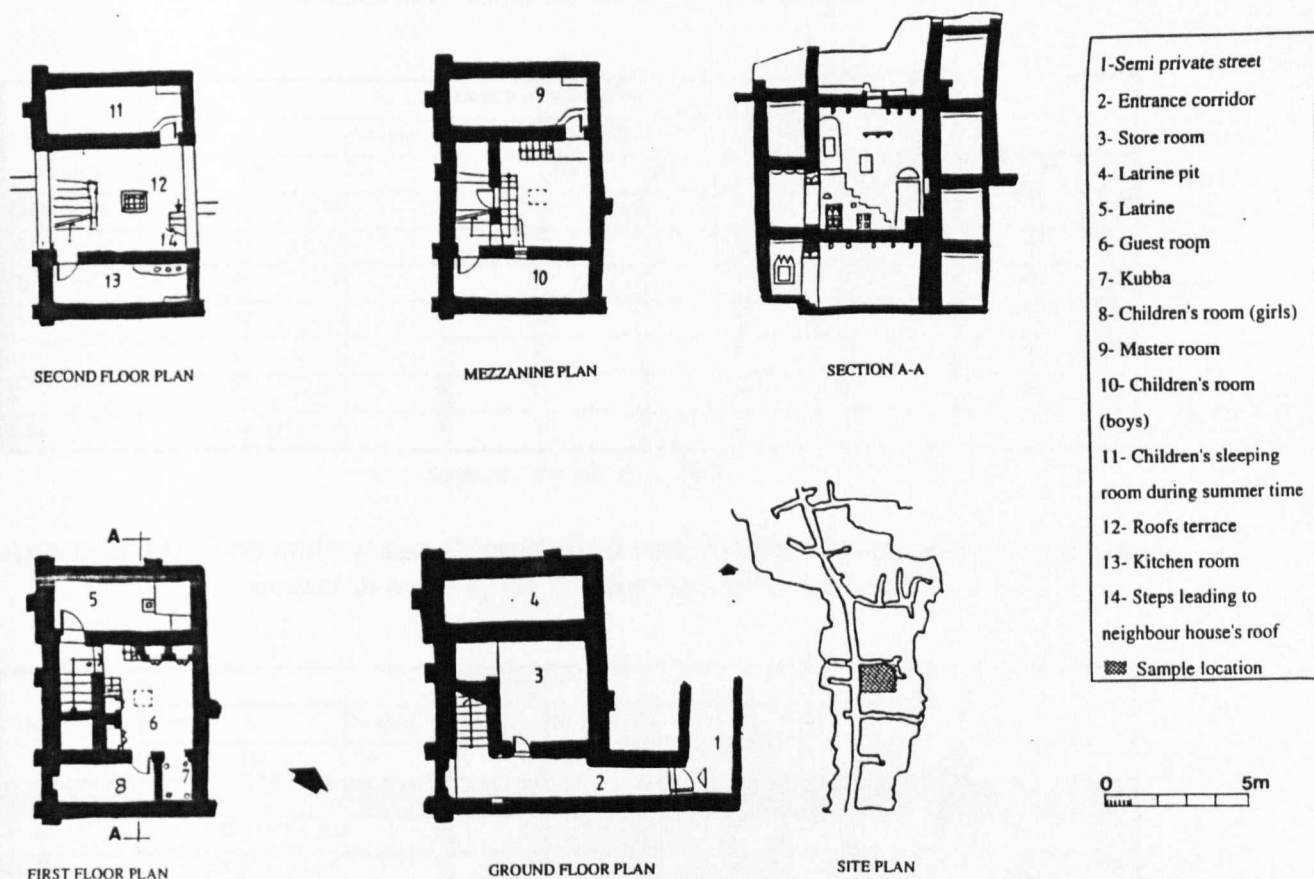 11
12
14
13
SECOND FLOOR PLAN
9
10
MEZZANINE PLAN
SECTION A-A
1-Semi private street
2- Entrance corridor
3- Store room
4- Latrine pit
5- Latrine
6- Guest room
7- Kubba
8- Children's room (girls)
9- Master room
10- Children's room
(boys)
11- Children's sleeping
room during summer time
12- Roofs terrace
13- Kitchen room
14- Steps leading to
neighbour house's roof
Sample location
A
5
6
7
8
A
FIRST FLOOR PLAN
4
3
1
2
GROUND FLOOR PLAN
SITE PLAN
0 5m